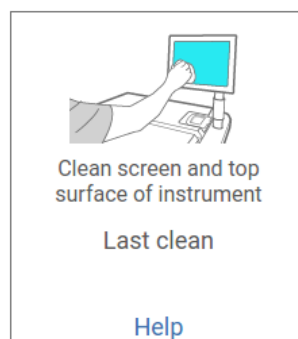 Clean screen and top
surface of instrument
Last clean
Help